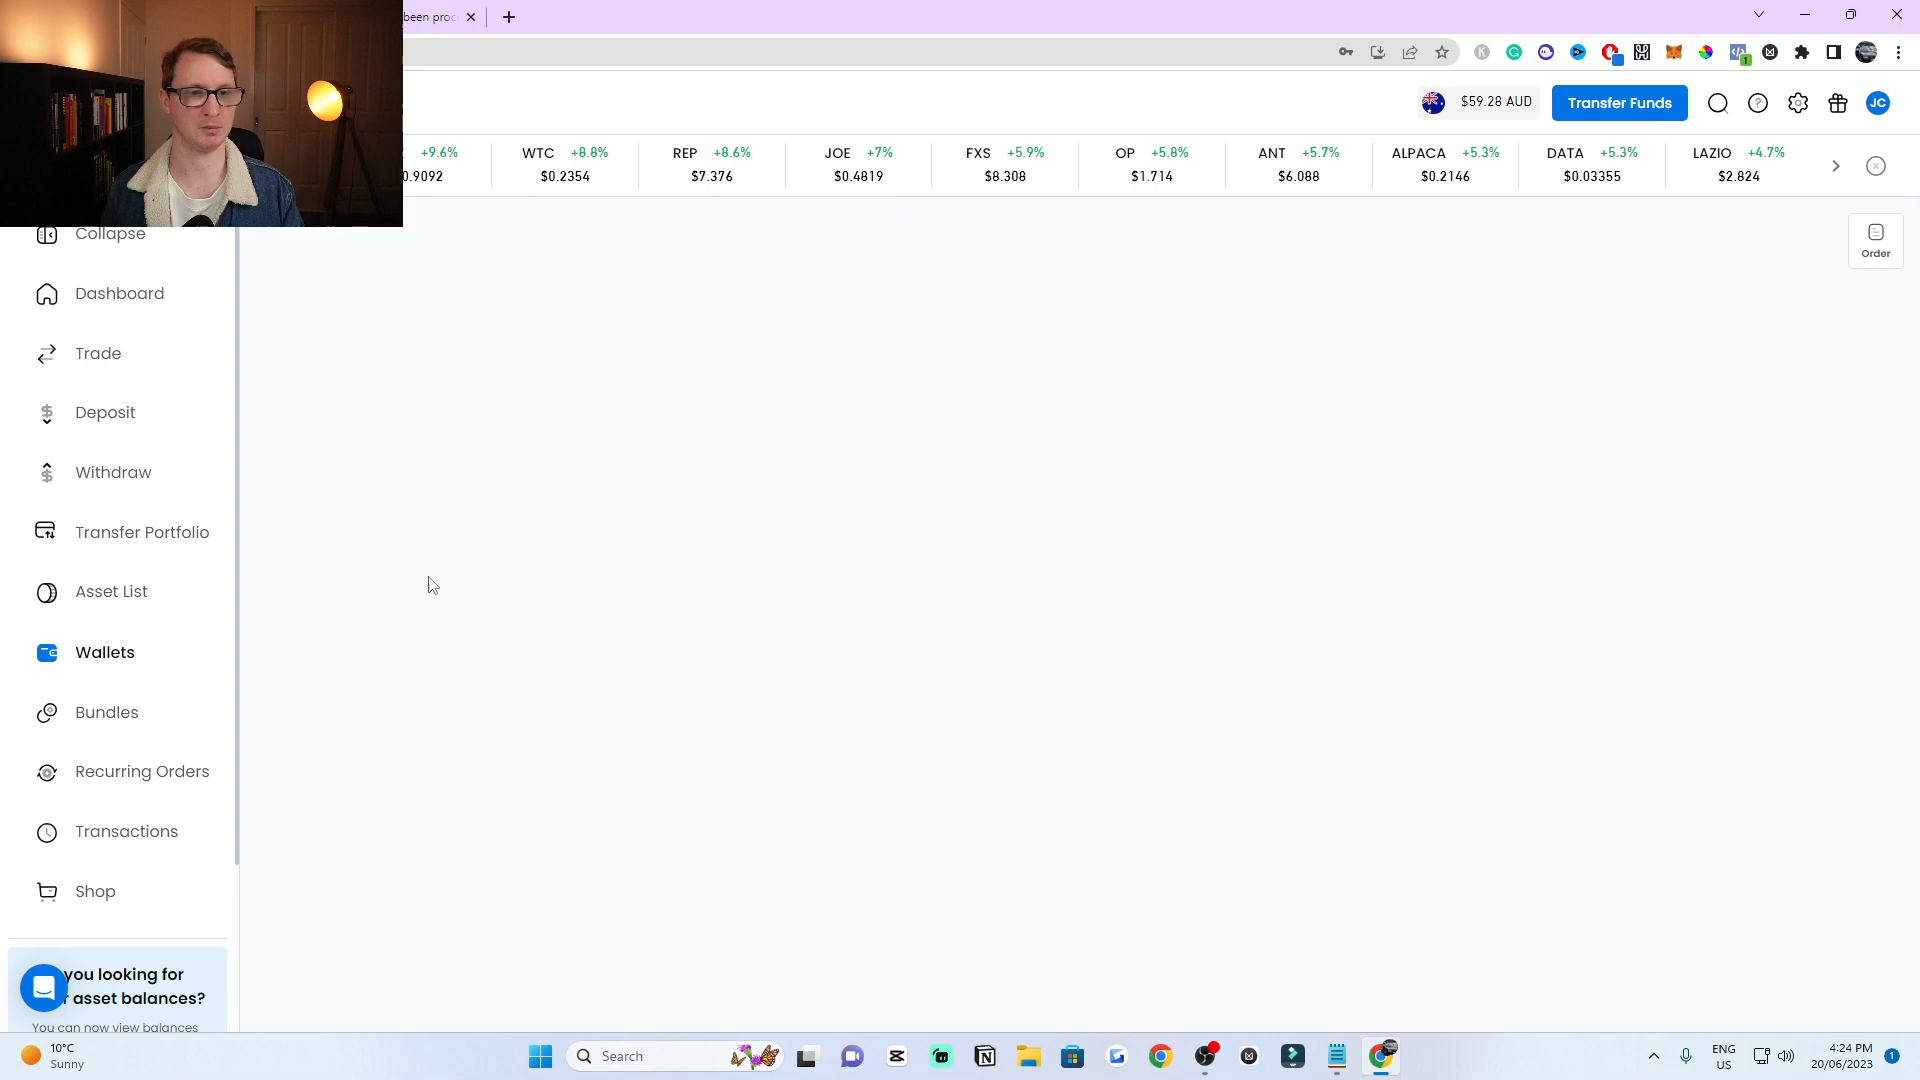 been proc
$59.28 AUD
Transfer Funds
JC
+9.6%
0.9092
WTC +8.8%
$0.2354
REP +8.6%
$7.376
JOE +7%
$0.4819
FXS +5.9%
$8.308
OP +5.8%
$1.714
ANT +5.7%
$6.088
ALPACA +5.3%
$0.2146
DATA +5.3%
$0.03355
LAZIO +4.7%
$2.824
Order
Collapse
Dashboard
Trade
Deposit
Withdraw
Transfer Portfolio
Asset List
Wallets
Bundles
Recurring Orders
Transactions
Shop
you looking for
r asset balances?
You can now view balances
10°C
Sunny
Search
ENG
US
4:24 PM
20/06/2023
1